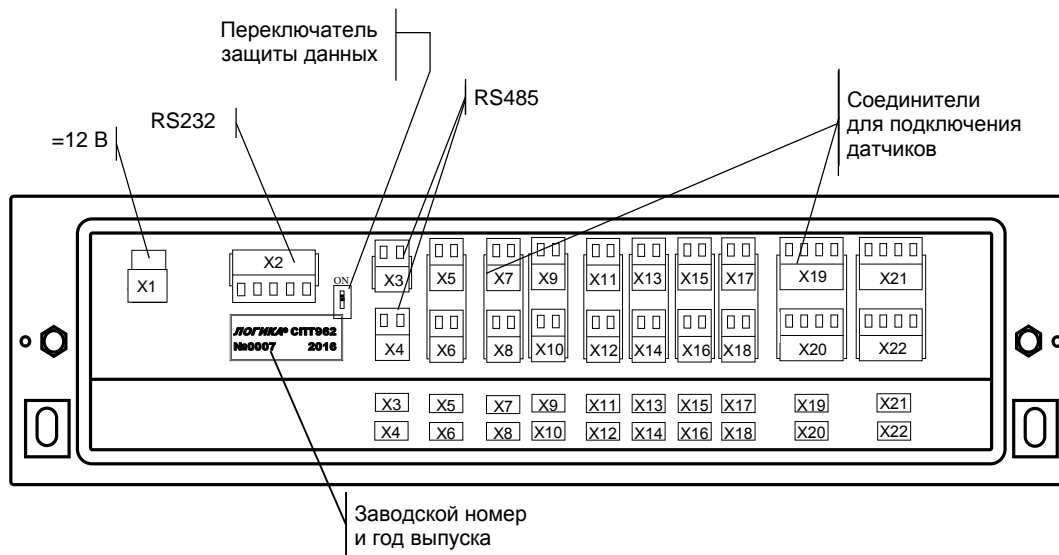 Переключатель
защиты данных
RS485
Соединители
для подключения
датчиков
RS232
=12 В
X1
X2
ON
X3
X5
X7
X9
X11
X13
X15
X17
X19
X21
ЛОГИКА® СПТ962
№0007 2016
X4
X6
X8
X10
X12
X14
X16
X18
X20
X22
X3 X5 X7 X9 X11 X13 X15 X17 X19 X21
X4 X6 X8 X10 X12 X14 X16 X18 X20 X22
Заводской номер
и год выпуска